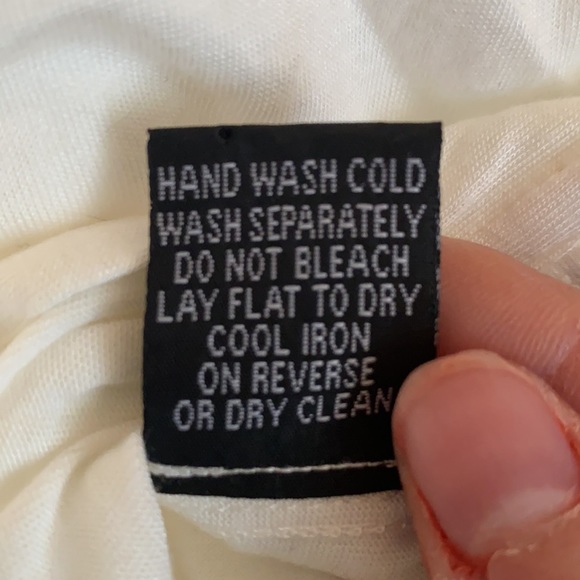 HAND WASH COLD
WASH SEPARATELY
DO NOT BLEACH
LAY FLAT TO DRY
COOL IRON
ON REVERSE
OR DRY CLEAN